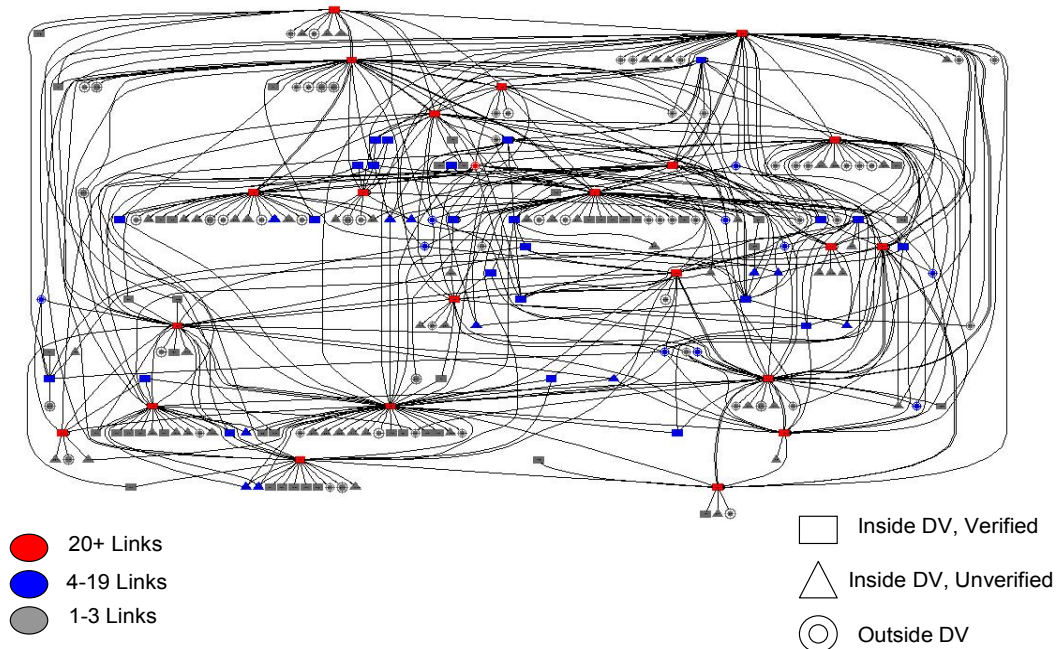 20+ Links
4-19 Links
1-3 Links
Inside DV, Verified
Inside DV, Unverified
Outside DV